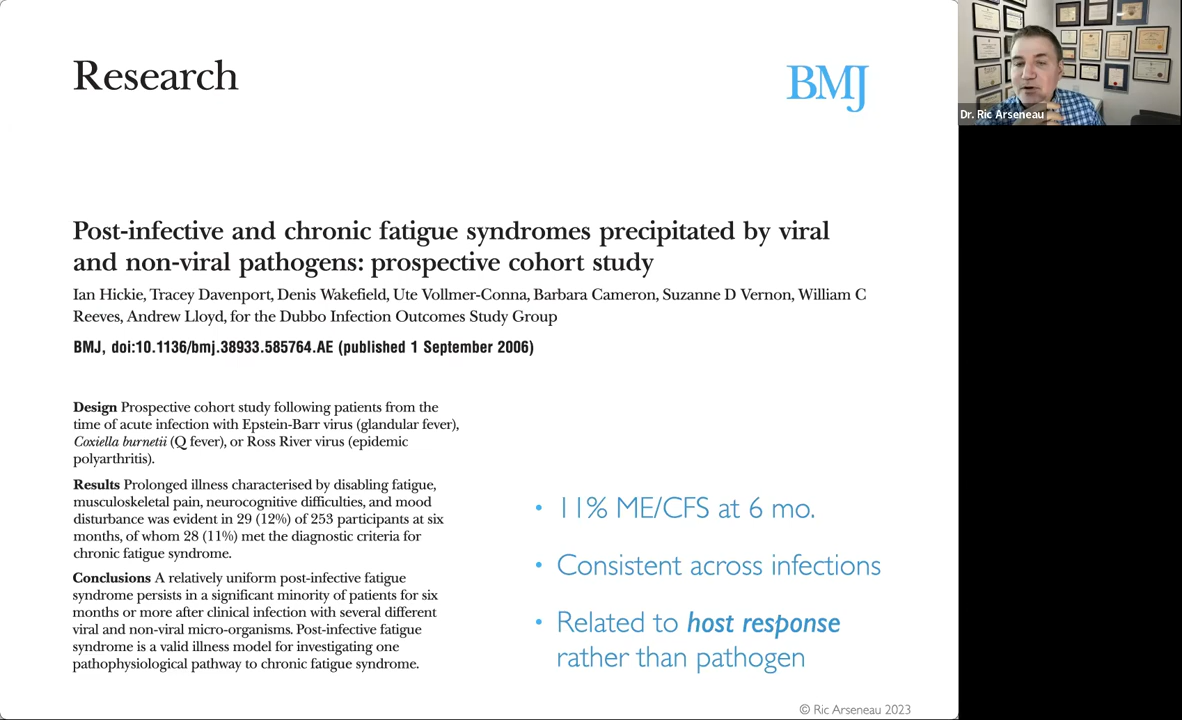 Research
BMJ
Dr. Ric Arseneau
Post-infective and chronic fatigue syndromes precipitated by viral
and non-viral pathogens: prospective cohort study
Ian Hickie, Tracey Davenport, Denis Wakefield, Ute Vollmer-Conna, Barbara Cameron, Suzanne D Vernon, William C
Reeves, Andrew Lloyd, for the Dubbo Infection Outcomes Study Group
BMJ, doi:10.1136/bmj.38933.585764.AE (published 1 September 2006)
Design Prospective cohort study following patients from the
time of acute infection with Epstein-Barr virus (glandular fever),
Coxiella burnetii (Q fever), or Ross River virus (epidemic
polyarthritis).
Results Prolonged illness characterised by disabling fatigue,
musculoskeletal pain, neurocognitive difficulties, and mood
disturbance was evident in 29 (12%) of 253 participants at six
months, of whom 28 (11%) met the diagnostic criteria for
chronic fatigue syndrome.
Conclusions A relatively uniform post-infective fatigue
syndrome persists in a significant minority of patients for six
months or more after clinical infection with several different
viral and non-viral micro-organisms. Post-infective fatigue
syndrome is a valid illness model for investigating one
pathophysiological pathway to chronic fatigue syndrome.
• 11% ME/CFS at 6 mo.
• Consistent across infections
• Related to host response
rather than pathogen
© Ric Arseneau 2023